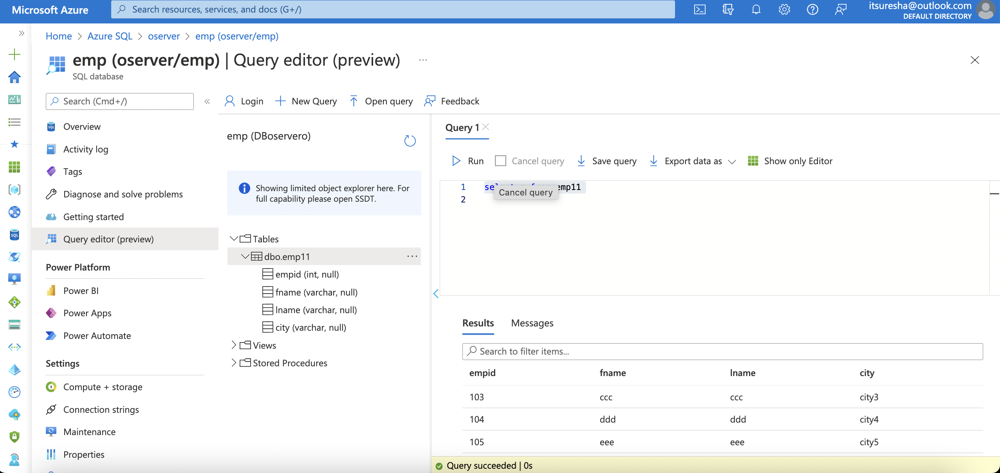 Microsoft Azure
Search resources, services, and docs (G+/)
itsuresha@outlook.com
DEFAULT DIRECTORY
Home > Azure SQL > oserver > emp (oserver/emp)
emp (oserver/emp) | Query editor (preview) ...
SQL database
Search (Cmd+/)
Login
New Query
Open query
Feedback
Overview
Activity log
Tags
Diagnose and solve problems
Getting started
Query editor (preview)
Power Platform
Power BI
Power Apps
Power Automate
Settings
Compute + storage
Connection strings
Maintenance
Properties
emp (DBoservero)
Showing limited object explorer here. For
full capability please open SSDT.
Tables
dbo.emp11 ...
empid (int, null)
fname (varchar, null)
lname (varchar, null)
city (varchar, null)
Views
Stored Procedures
Query 1
Run
Cancel query
Save query
Export data as
Show only Editor
1 emp11
Cancel query
2
Results
Messages
Search to filter items...
empid fname lname city
103 ccc ccc city3
104 ddd ddd city4
105 eee eee city5
Query succeeded | 0s